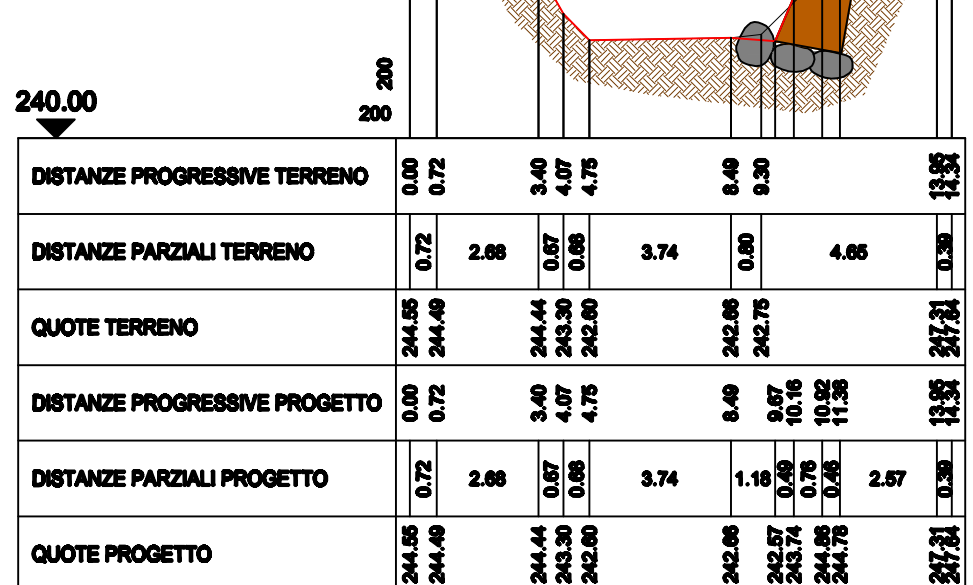 200
240.00
200
DISTANZE PROGRESSIVE TERRENO 0.00 0.72 3.40 4.07 4.75 8.49 9.30 13.95 14.34
DISTANZE PARZIALI TERRENO 0.72 2.68 0.67 0.68 3.74 0.80 4.65 0.39
QUOTE TERRENO 244.55 244.49 244.44 243.30 242.60 242.66 242.75 247.31 247.64
DISTANZE PROGRESSIVE PROGETTO 0.00 0.72 3.40 4.07 4.75 8.49 9.67 10.16 10.92 11.38 13.95 14.34
DISTANZE PARZIALI PROGETTO 0.72 2.68 0.67 0.68 3.74 1.18 0.49 0.76 0.46 2.57 0.39
QUOTE PROGETTO 244.55 244.49 244.44 243.30 242.60 242.66 242.57 243.74 244.86 244.78 247.31 247.64